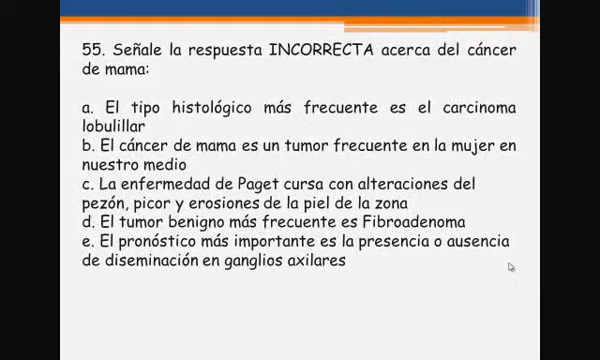 55. Señale la respuesta INCORRECTA acerca del cáncer
de mama:
a. El tipo histológico más frecuente es el carcinoma
lobulillar
b. El cáncer de mama es un tumor frecuente en la mujer en
nuestro medio
c. La enfermedad de Paget cursa con alteraciones del
pezón, picor y erosiones de la piel de la zona
d. El tumor benigno más frecuente es Fibroadenoma
e. El pronóstico más importante es la presencia o ausencia
de diseminación en ganglios axilares